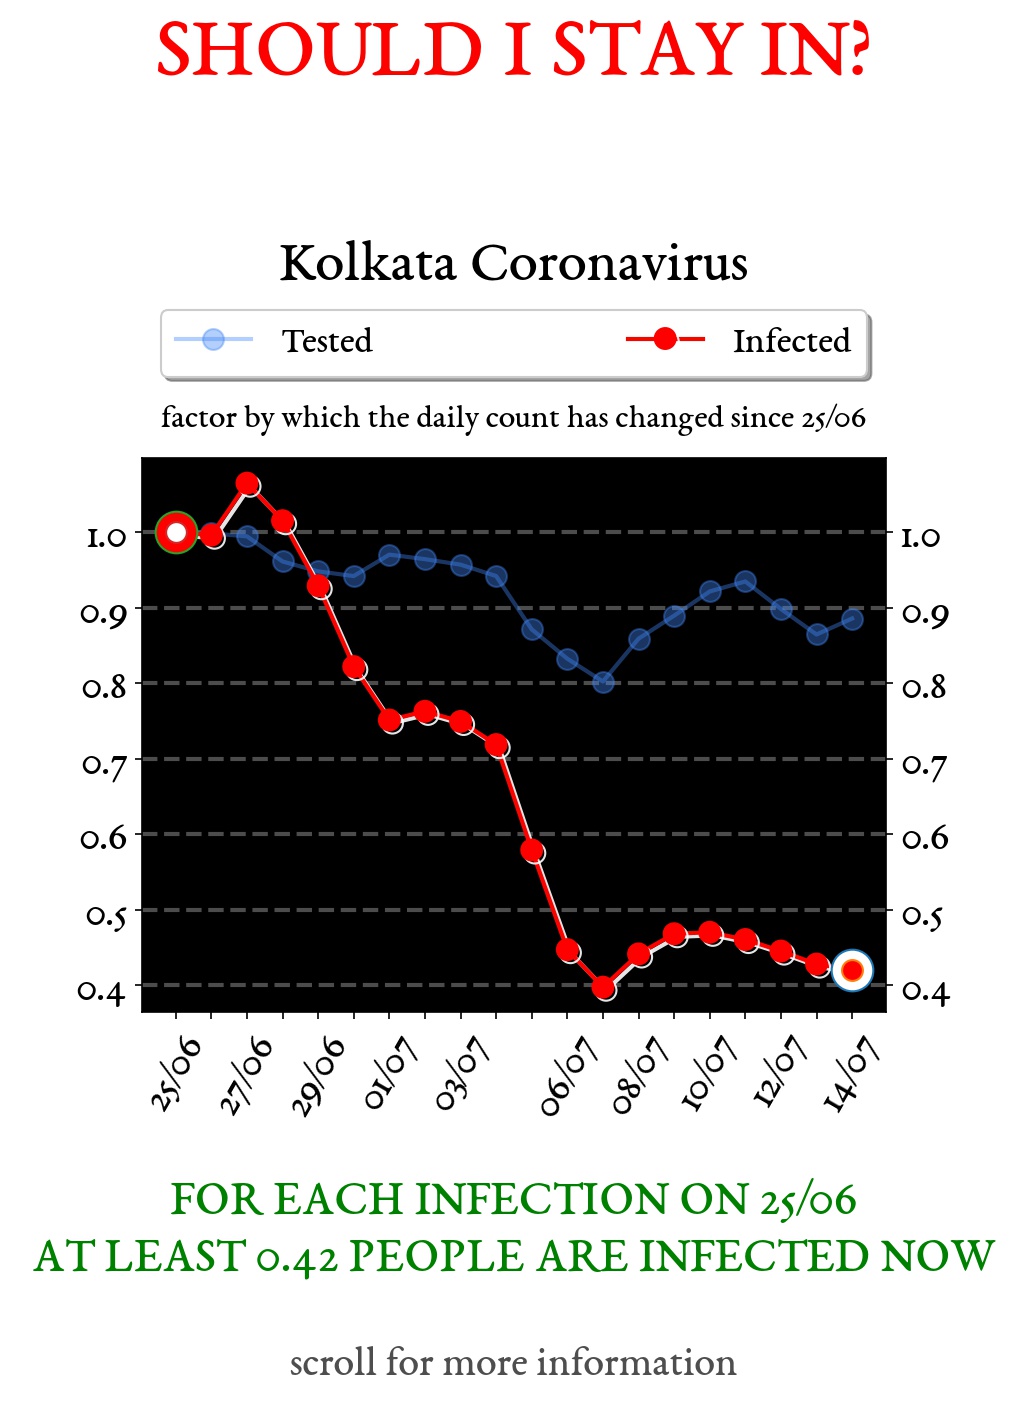 SHOULD I STAY IN?
Kolkata Coronavirus
Tested Infected
factor by which the daily count has changed since 25/06
1.0 1.0
0.9 0.9
0.8 0.8
0.7 0.7
0.6 0.6
0.5 0.5
0.4 0.4
25/06 27/06 29/06 01/07 03/07 06/07 08/07 10/07 12/07 14/07
FOR EACH INFECTION ON 25/06
AT LEAST 0.42 PEOPLE ARE INFECTED NOW
scroll for more information